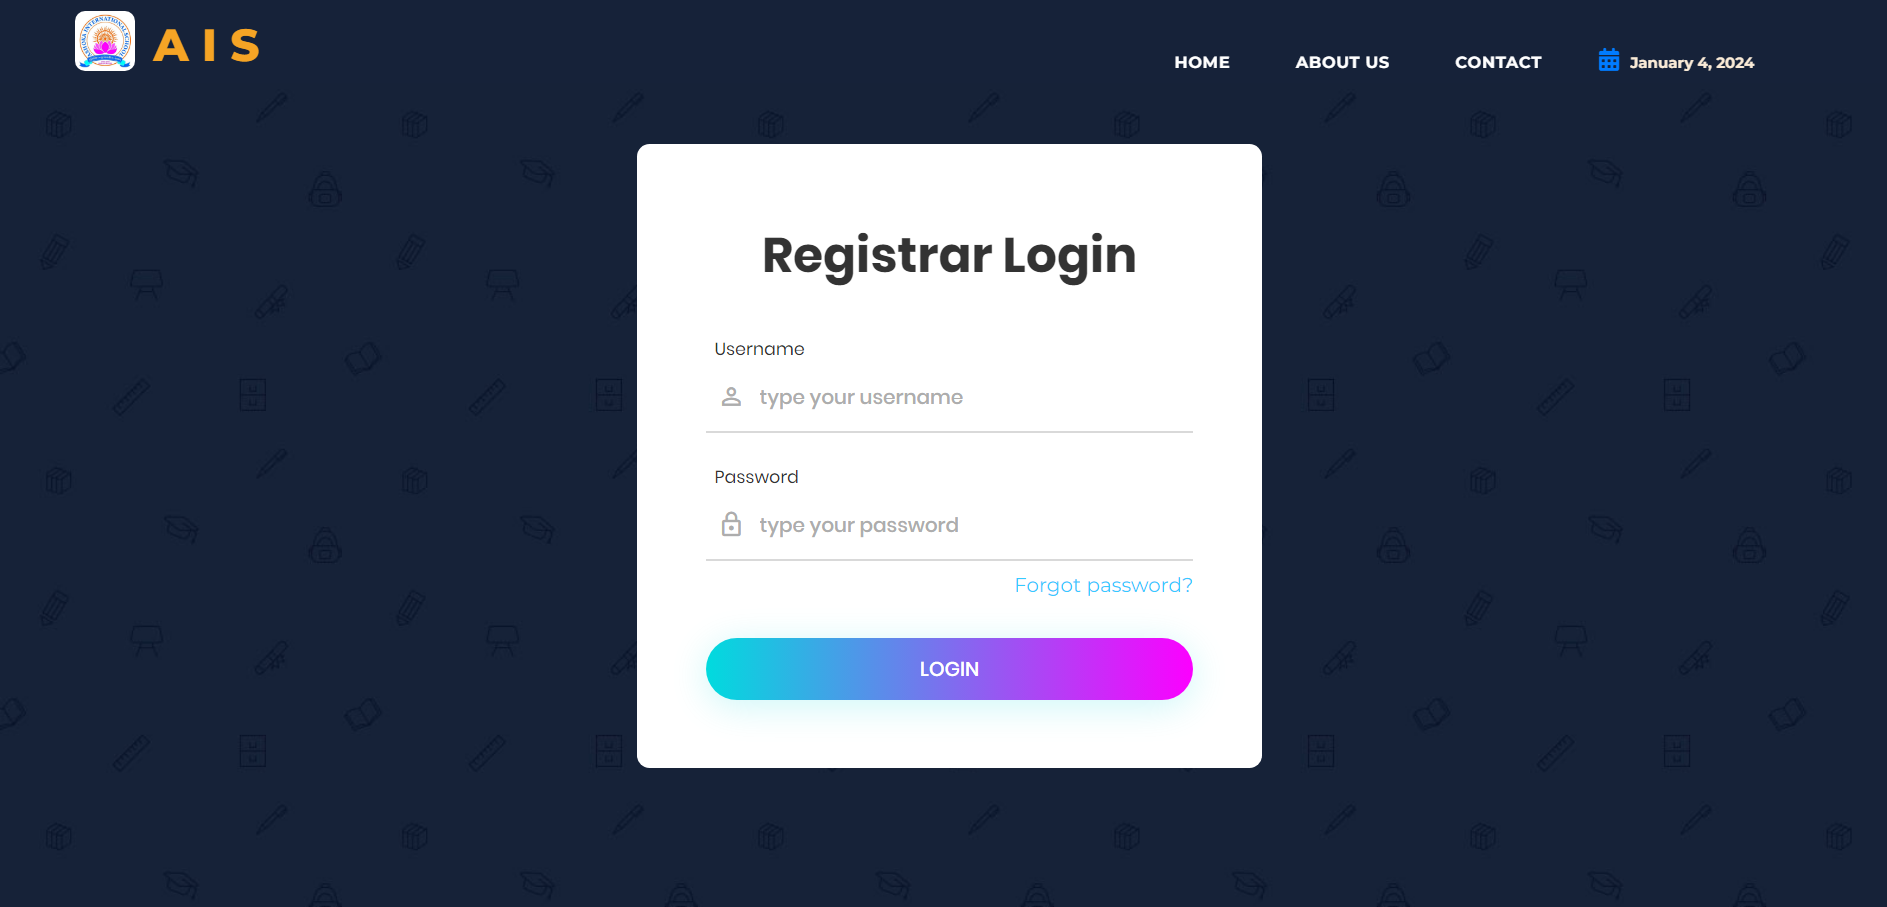 AIS
HOME
ABOUT US
CONTACT
January 4, 2024
Registrar Login
Username
type your username
Password
type your password
Forgot password?
LOGIN